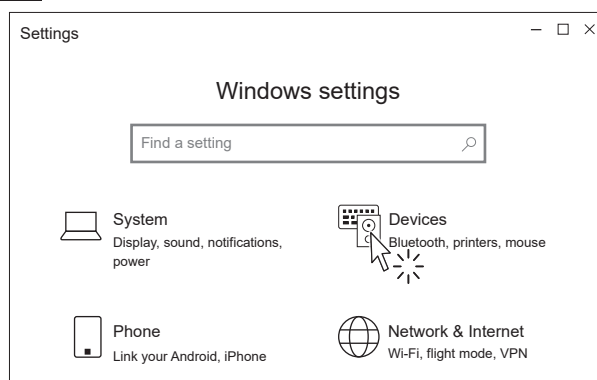 Settings
Windows settings
Find a setting
System
Display, sound, notifications,
power
Devices
Bluetooth, printers, mouse
Phone
Link your Android, iPhone
Network & Internet
Wi-Fi, flight mode, VPN